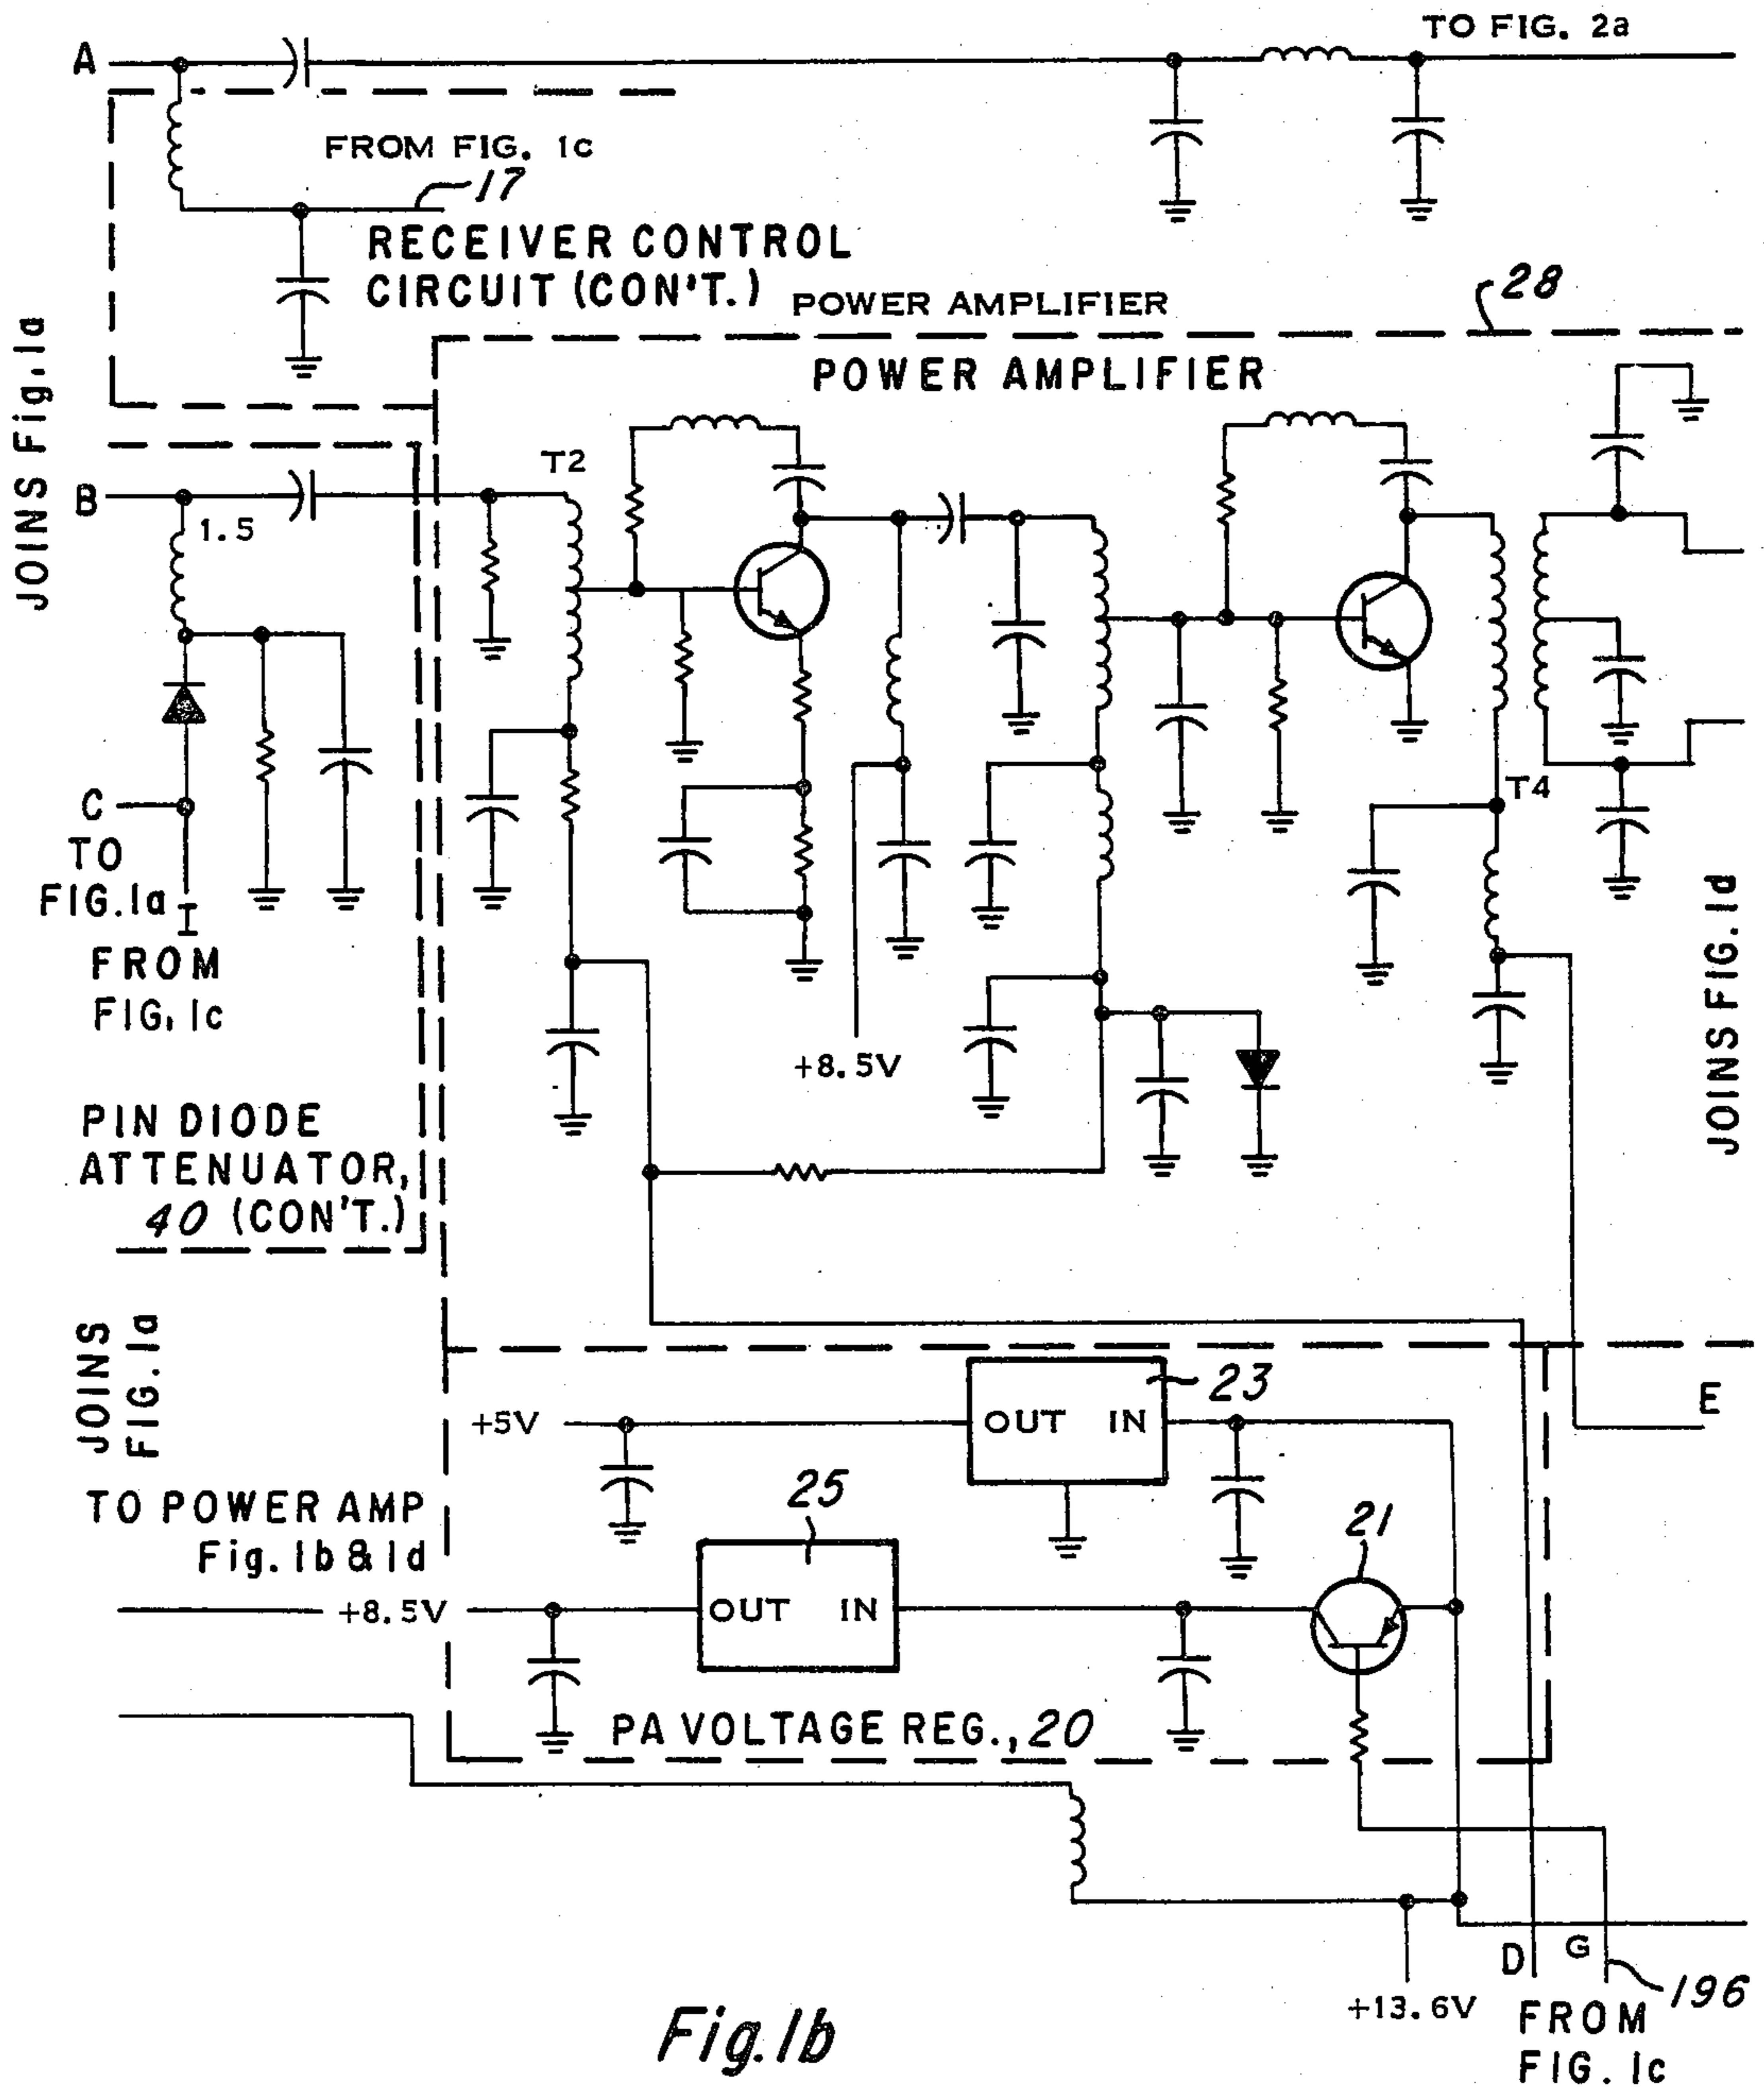 TO FIG. 2a
A
FROM FIG. 1c
17
RECEIVER CONTROL
CIRCUIT (CON'T.)
POWER AMPLIFIER
28
POWER AMPLIFIER
JOINS Fig.1a
T2
B
1.5
T4
C
TO
FIG.1a
I
FROM
FIG. 1c
+8.5V
JOINS FIG. 1d
PIN DIODE
ATTENUATOR,
40 (CON'T.)
JOINS
FIG.1a
23
+5V
OUT IN
E
TO POWER AMP
Fig. 1b & 1d
25
21
+8.5V
OUT IN
PA VOLTAGE REG., 20
D
G
196
+13.6V
FROM
FIG. 1c
Fig.1b